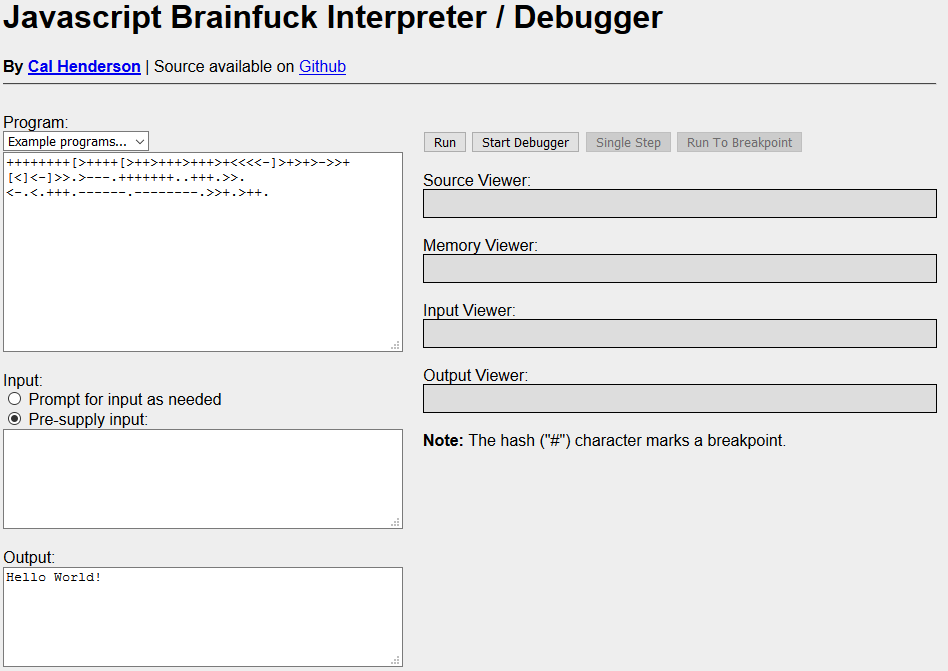 Javascript Brainfuck Interpreter / Debugger
By Cal Henderson | Source available on Github
Program:
Example programs...
++++++++[>++++[>++>+++>+++>+<<<<-]>+>+>->>+
[<]<-]>>.>---.+++++++..+++.>>.
<-.<.+++.------.--------.>>+.>++.
Input:
Prompt for input as needed
Pre-supply input:
Output:
Hello World!
Run Start Debugger Single Step Run To Breakpoint
Source Viewer:
Memory Viewer:
Input Viewer:
Output Viewer:
Note: The hash ("#") character marks a breakpoint.